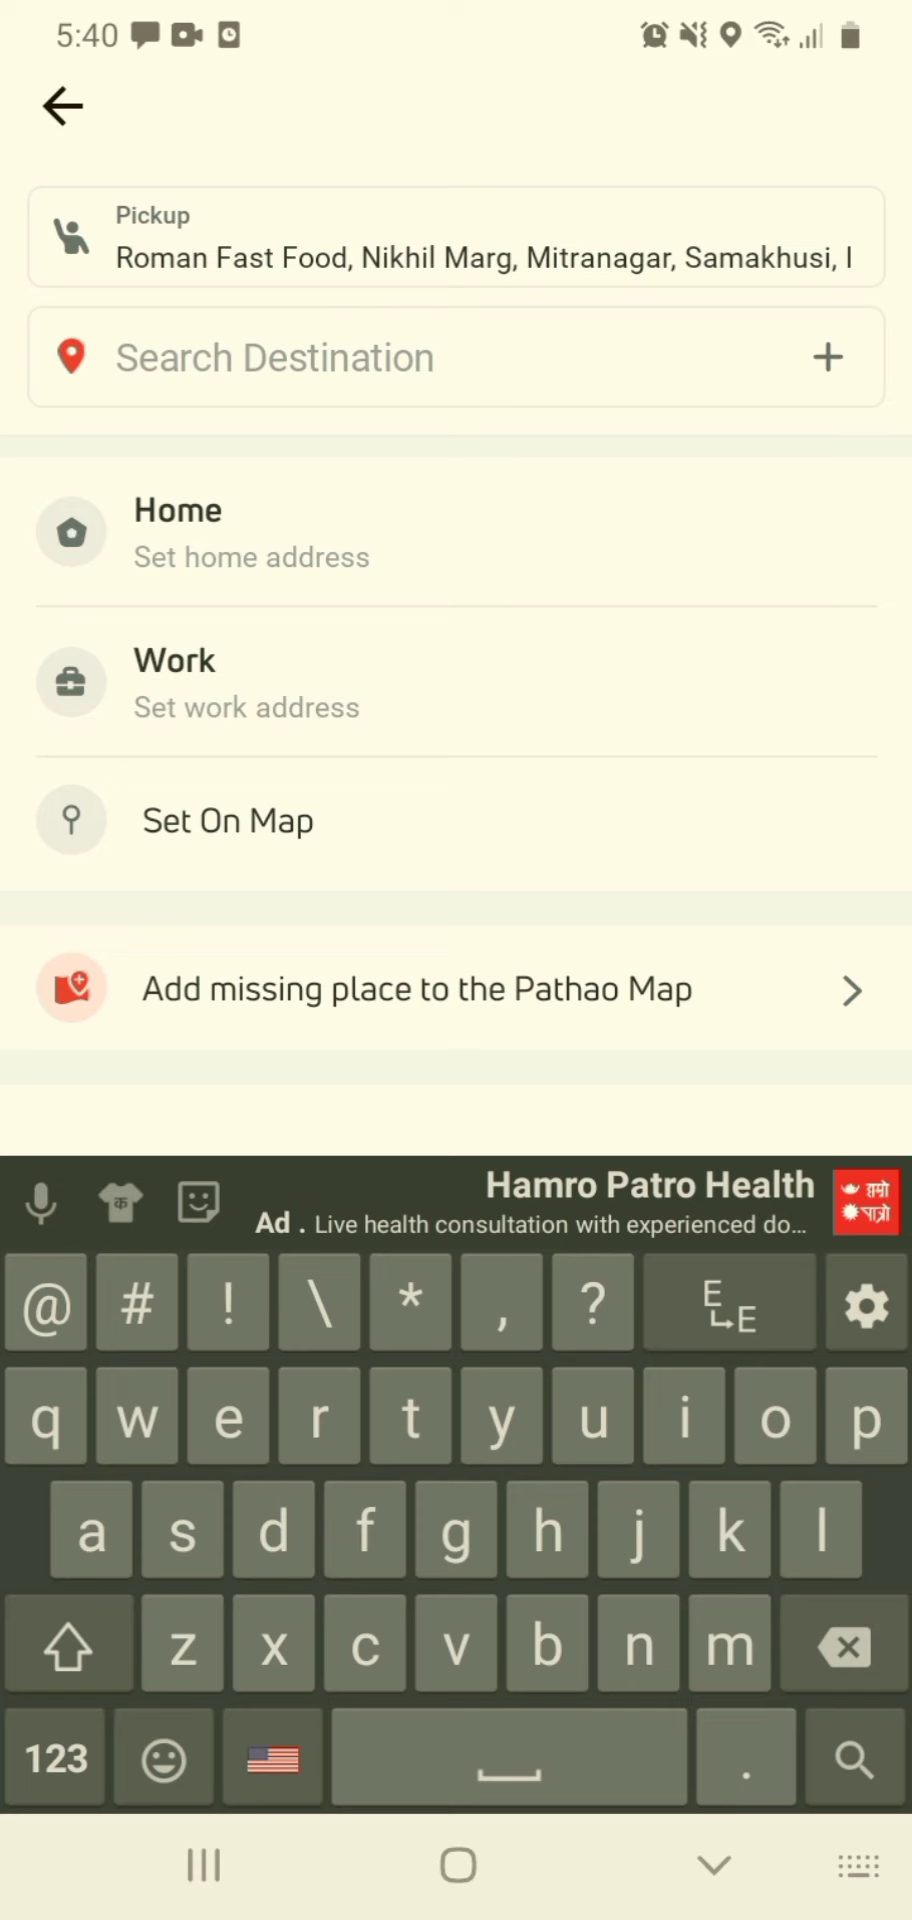 5:40
Pickup
Roman Fast Food, Nikhil Marg, Mitranagar, Samakhusi,
Search Destination
Home
Set home address
Work
Set work address
Set On Map
Add missing place to the Pathao Map
Hamro Patro Health
Ad . Live health consultation with experienced do...
क
हाम्रो
पात्रो
@ # ! \ * , ? E E
q w e r t y u i o p
a s d f g h j k l
z x c v b n m
123 .